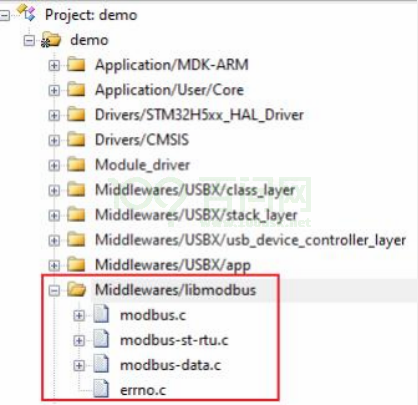 Project: demo
demo
Application/MDK-ARM
Application/User/Core
Drivers/STM32H5xx_HAL_Driver
Drivers/CMSIS
Module_driver
Middlewares/USBX/class_layer
Middlewares/USBX/stack_layer
Middlewares/USBX/usb_device_controller_layer
Middlewares/USBX/app
Middlewares/libmodbus
modbus.c
modbus-st-rtu.c
modbus-data.c
errno.c